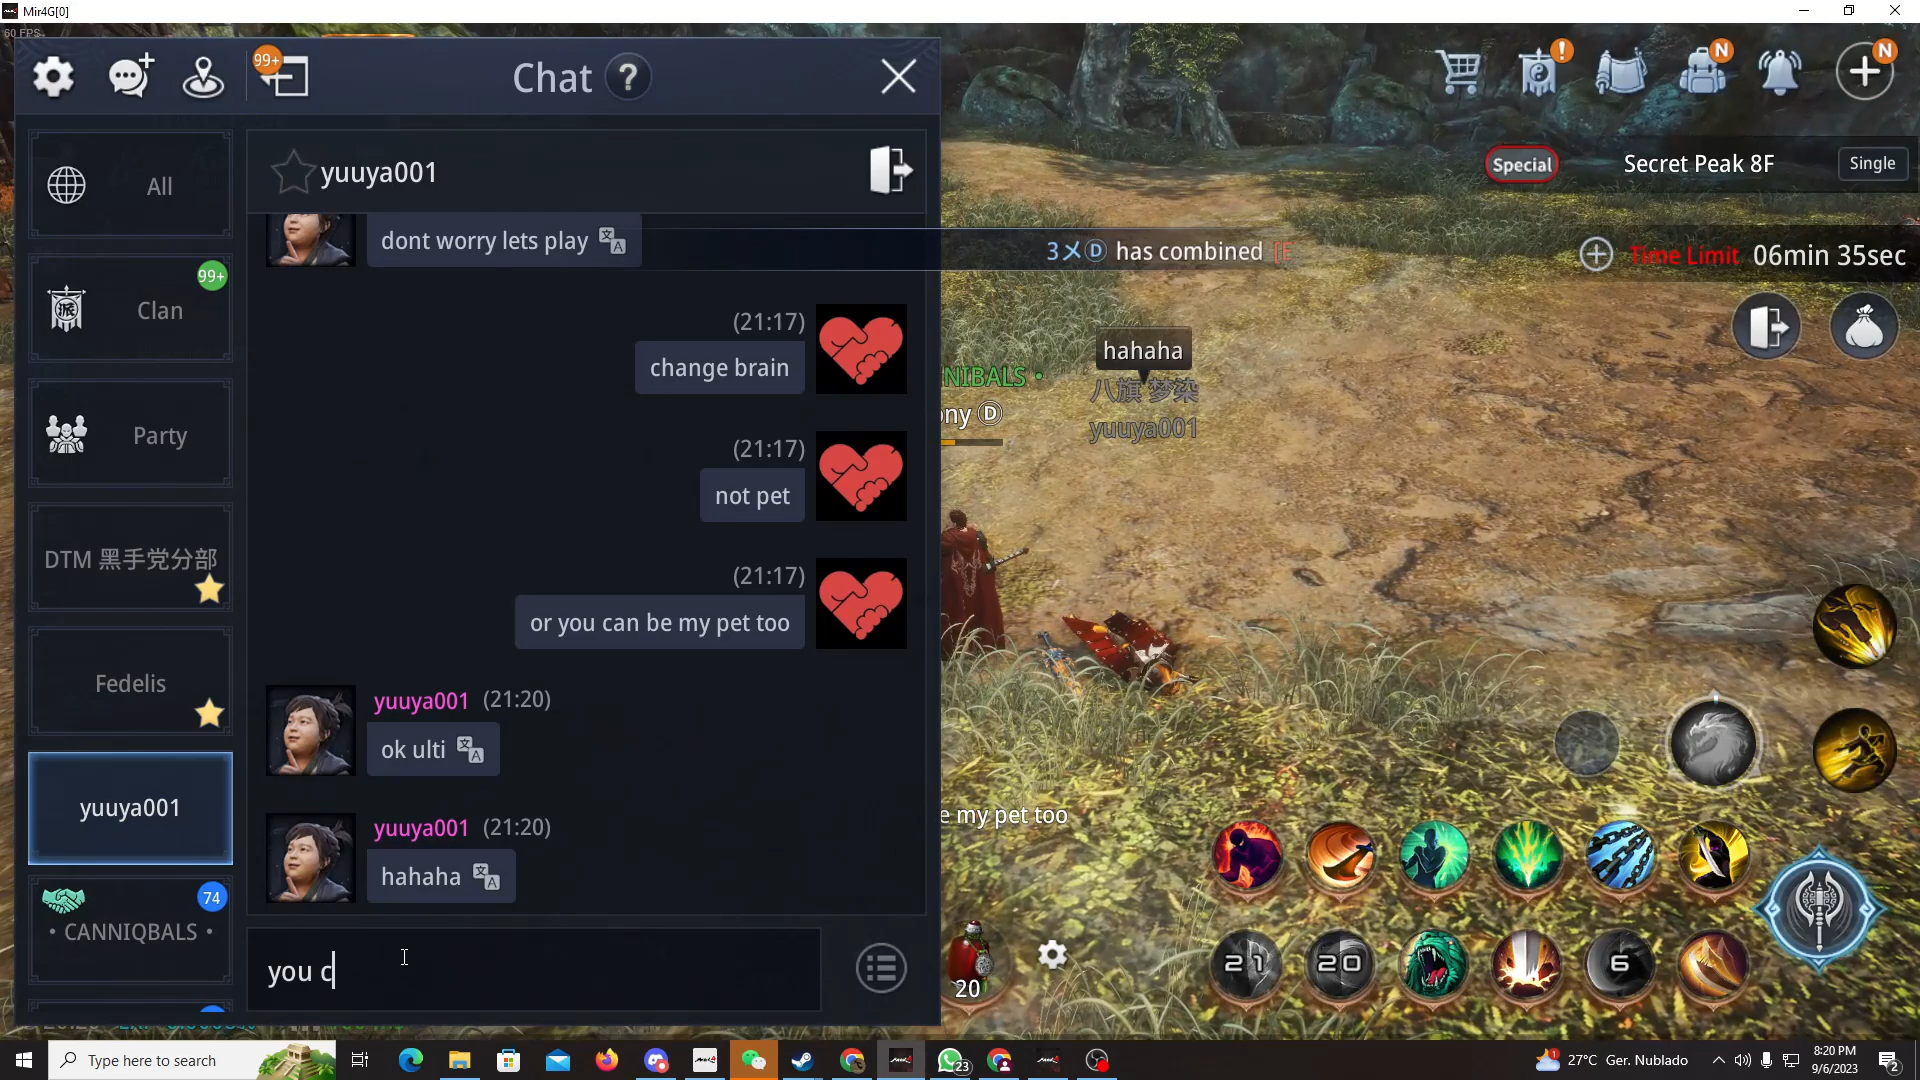 Mir4G[0]
60 FPS
99+
Chat ?
All
yuuya001
Special
Secret Peak 8F
Single
dont worry lets play
3乄Ⓓ has combined [E
Time Limit 06min 35sec
Clan
99+
(21:17)
change brain
hahaha
NIBALS •
八旗 梦染
ony Ⓓ
yuuya001
Party
(21:17)
not pet
DTM 黑手党分部
(21:17)
or you can be my pet too
Fedelis
yuuya001 (21:20)
ok ulti
yuuya001
yuuya001 (21:20)
hahaha
e my pet too
74
• CANNIQBALS •
you c
20
21
20
6
Type here to search
23
27°C Ger. Nublado
8:20 PM
9/6/2023
2